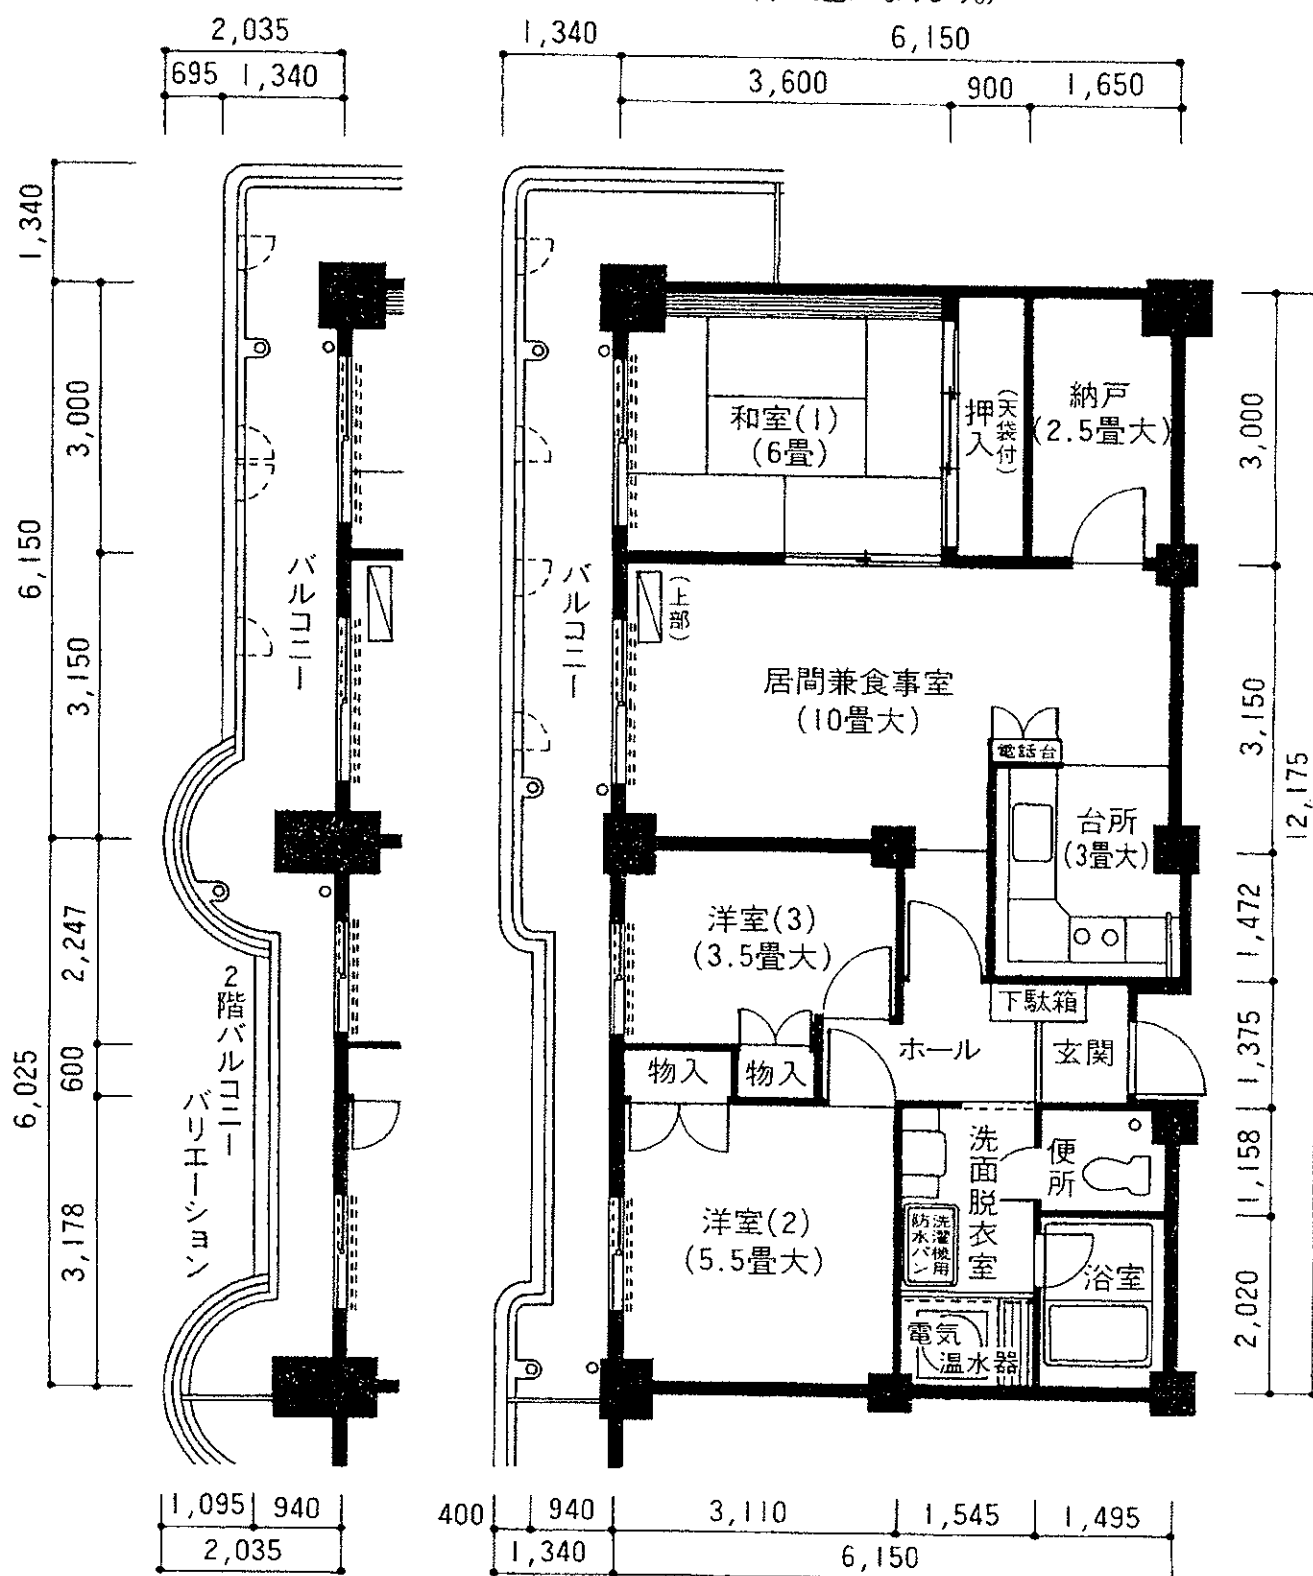 2,035
695
1,340
1,340
6,150
3,600
900
1,650
1,340
3,000
6,150
3,150
2,247
600
6,025
3,178
バルコニー
2階バルコニー
バリエーション
バルコニー
和室(1)
(6畳)
押入
(天袋付)
納戸
(2.5畳大)
(上部)
居間兼食事室
(10畳大)
電話台
台所
(3畳大)
洋室(3)
(3.5畳大)
下駄箱
ホール
玄関
物入
物入
洗面脱衣室
便所
洋室(2)
(5.5畳大)
洗濯機用
防水パン
浴室
電気
温水器
3,000
3,150
12,175
1,472
1,375
1,158
2,020
1,095
940
2,035
400
940
3,110
1,545
1,495
1,340
6,150